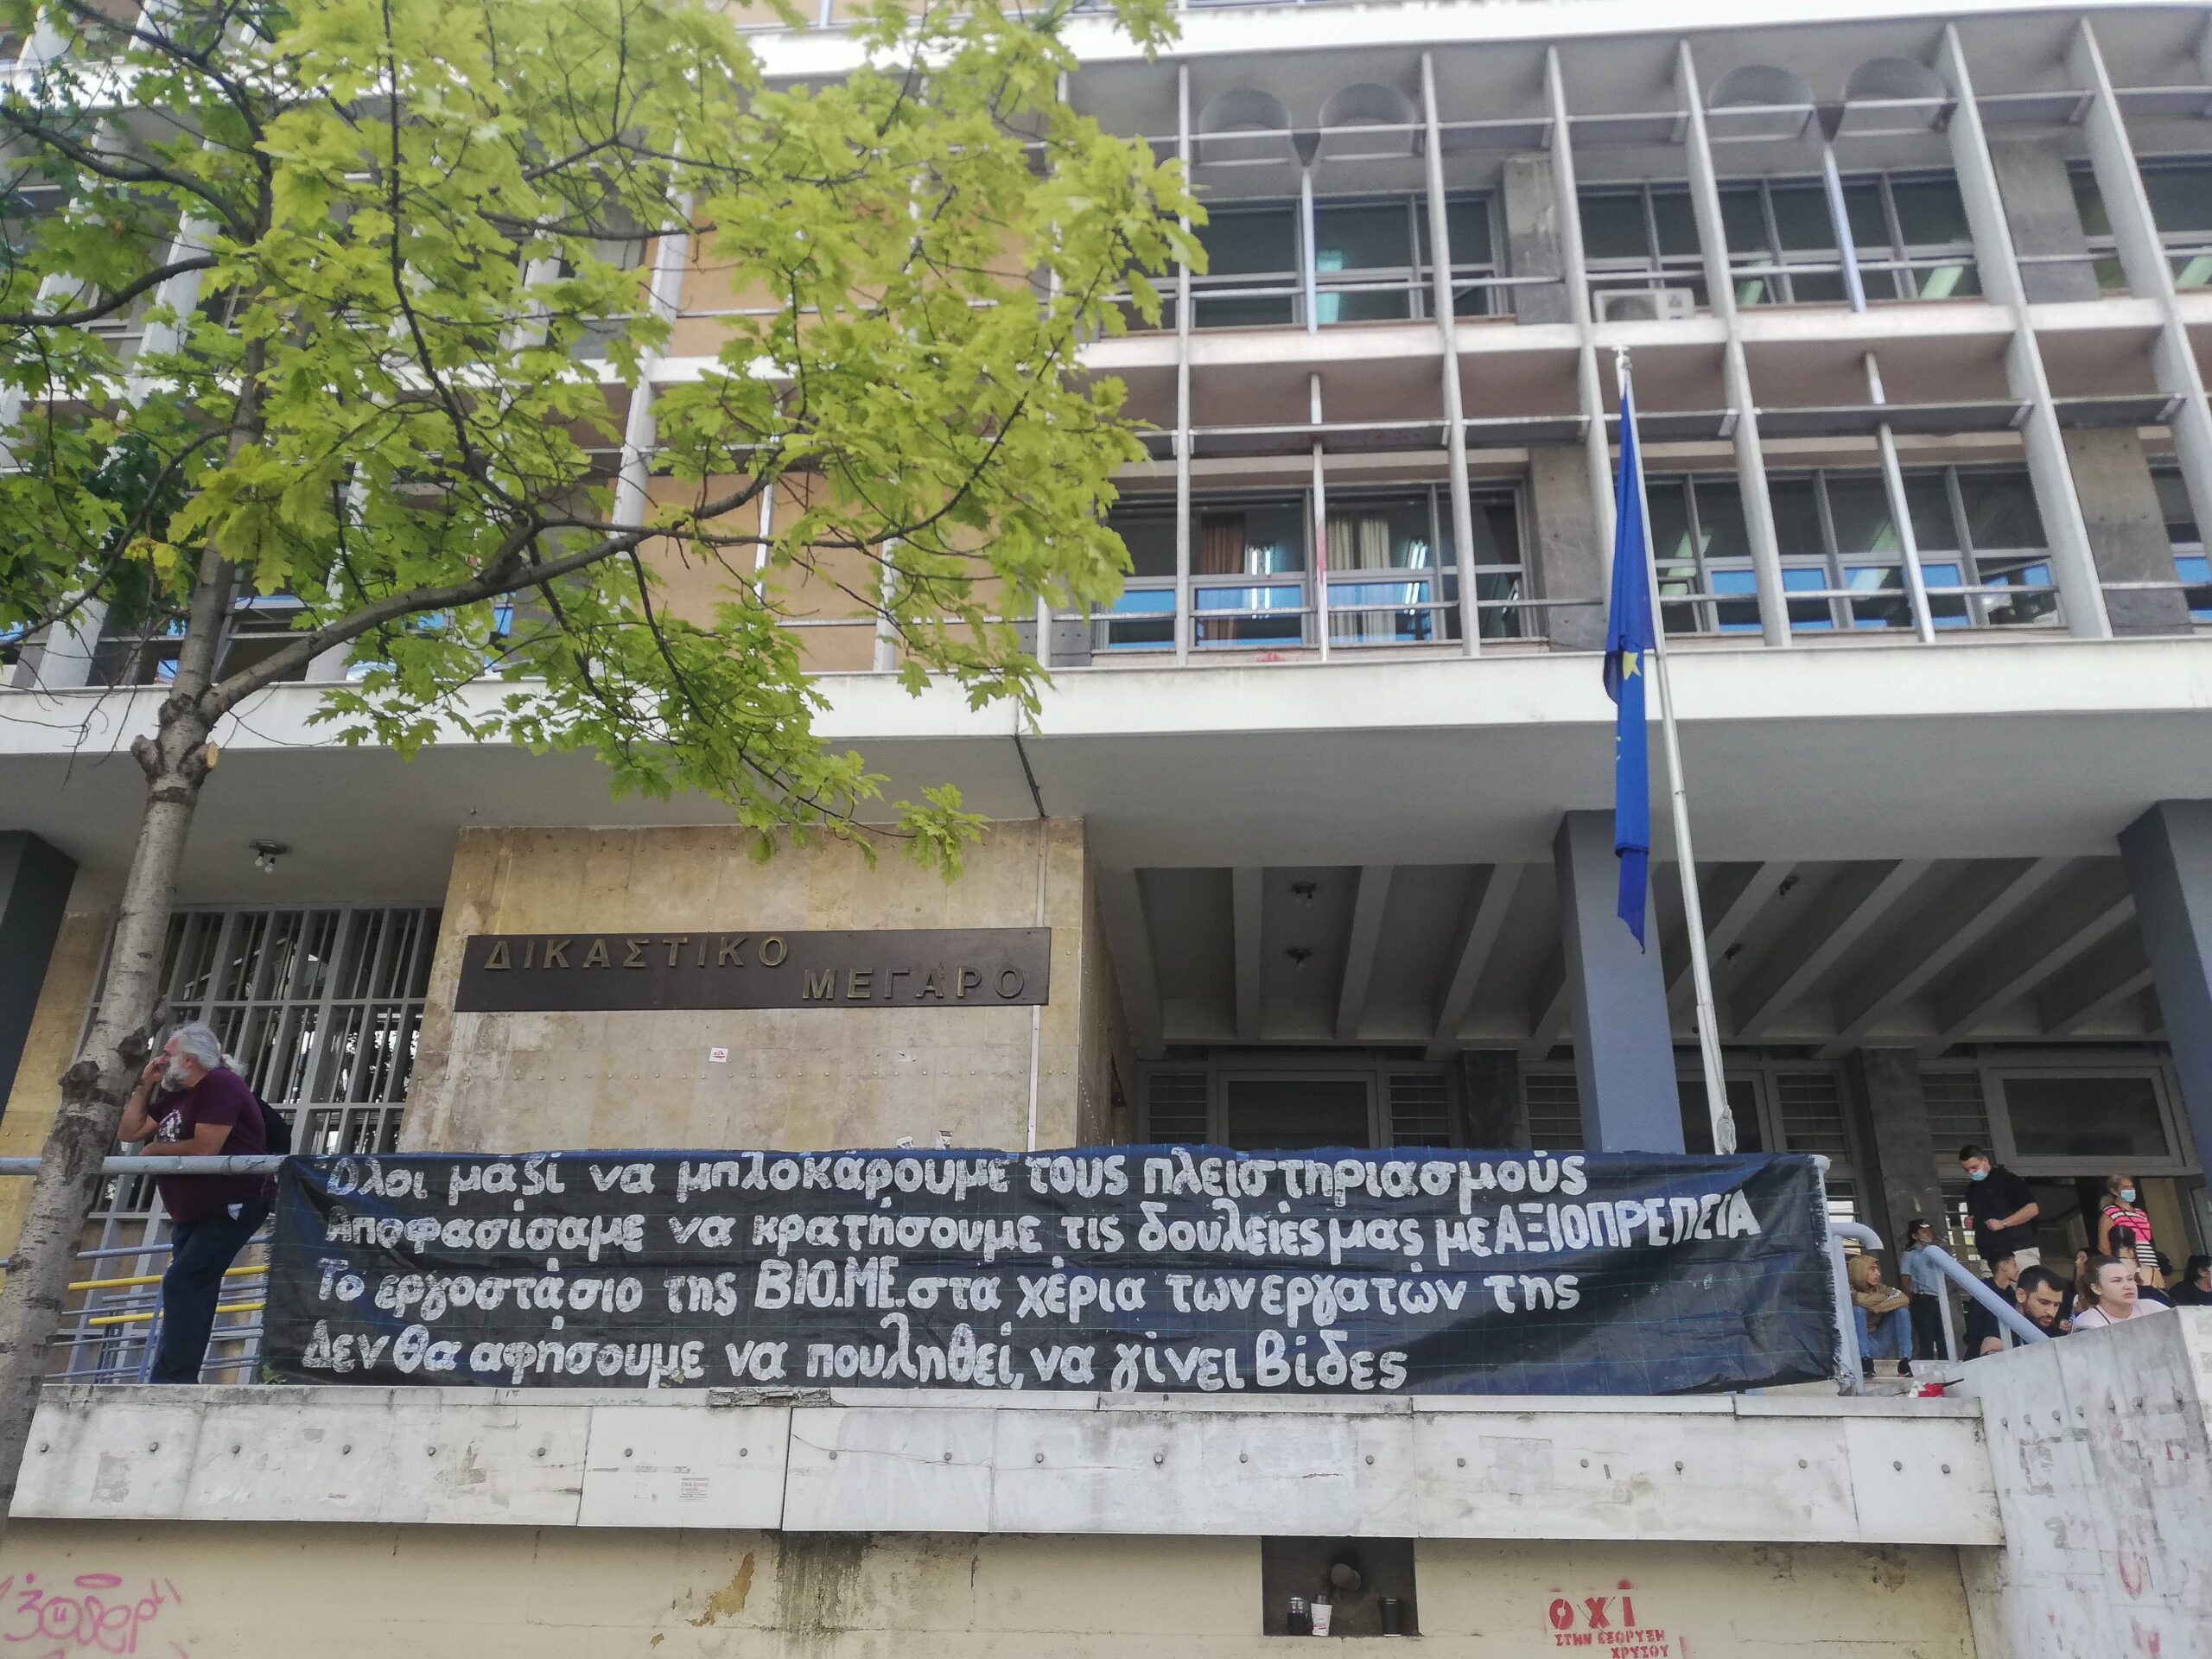 ΔΙΚΑΣΤΙΚΟ
ΜΕΓΑΡΟ
Όλοι μαζί να μπλοκάρουμε τους πλειστηριασμούς
Αποφασίσαμε να κρατήσουμε τις δουλειές μας με ΑΞΙΟΠΡΕΠΕΙΑ
Το εργοστάσιο της ΒΙΟ.ΜΕ. στα χέρια των εργατών της
Δεν θα αφήσουμε να πουληθεί, να γίνει βίδες
ΟΧΙ
ΣΤΗΝ ΕΞΟΡΥΞΗ
ΧΡΥΣΟΥ